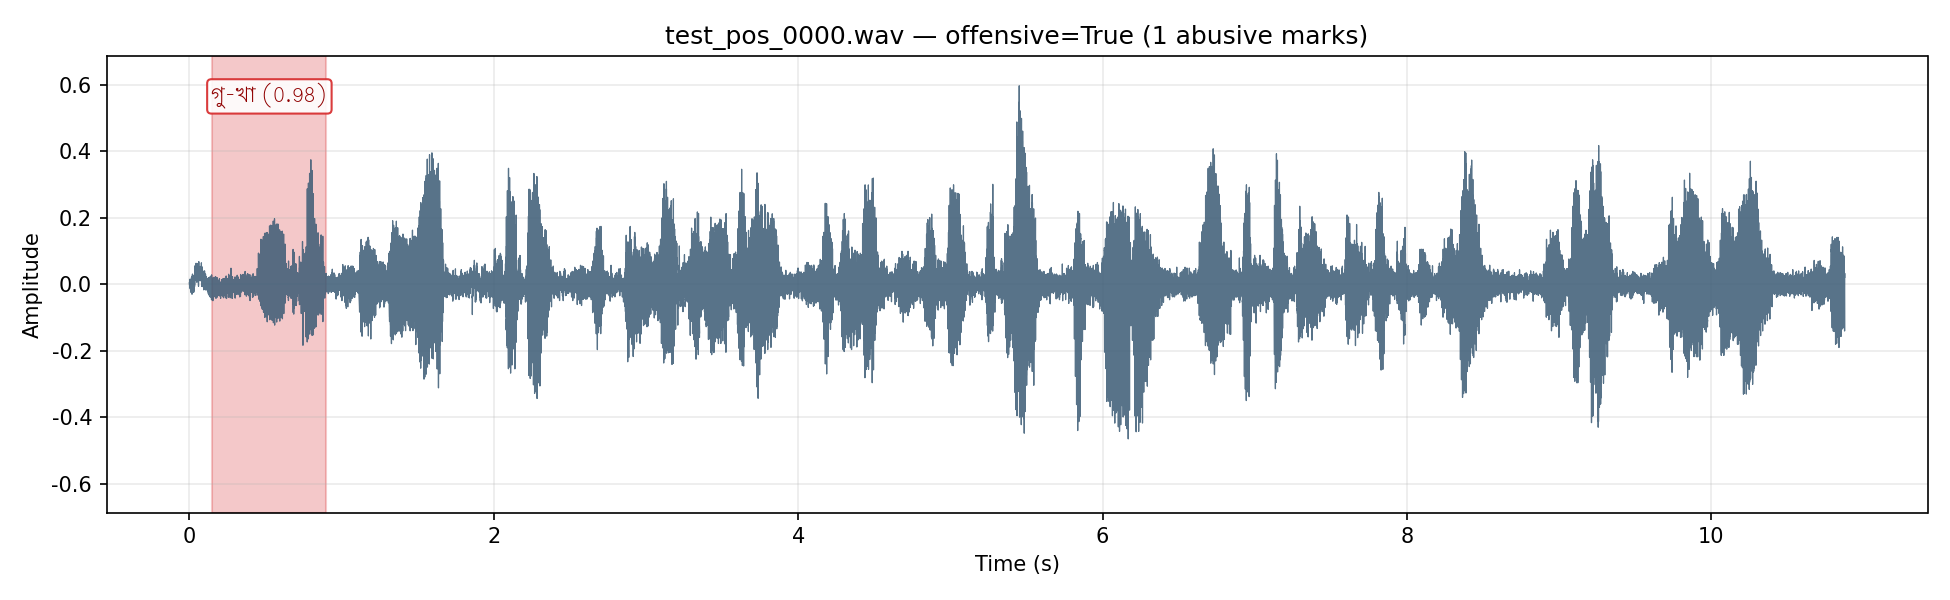 test_pos_0000.wav — offensive=True (1 abusive marks)
গু-খা (0.98)
0.6
0.4
0.2
0.0
-0.2
-0.4
-0.6
Amplitude
0 2 4 6 8 10
Time (s)